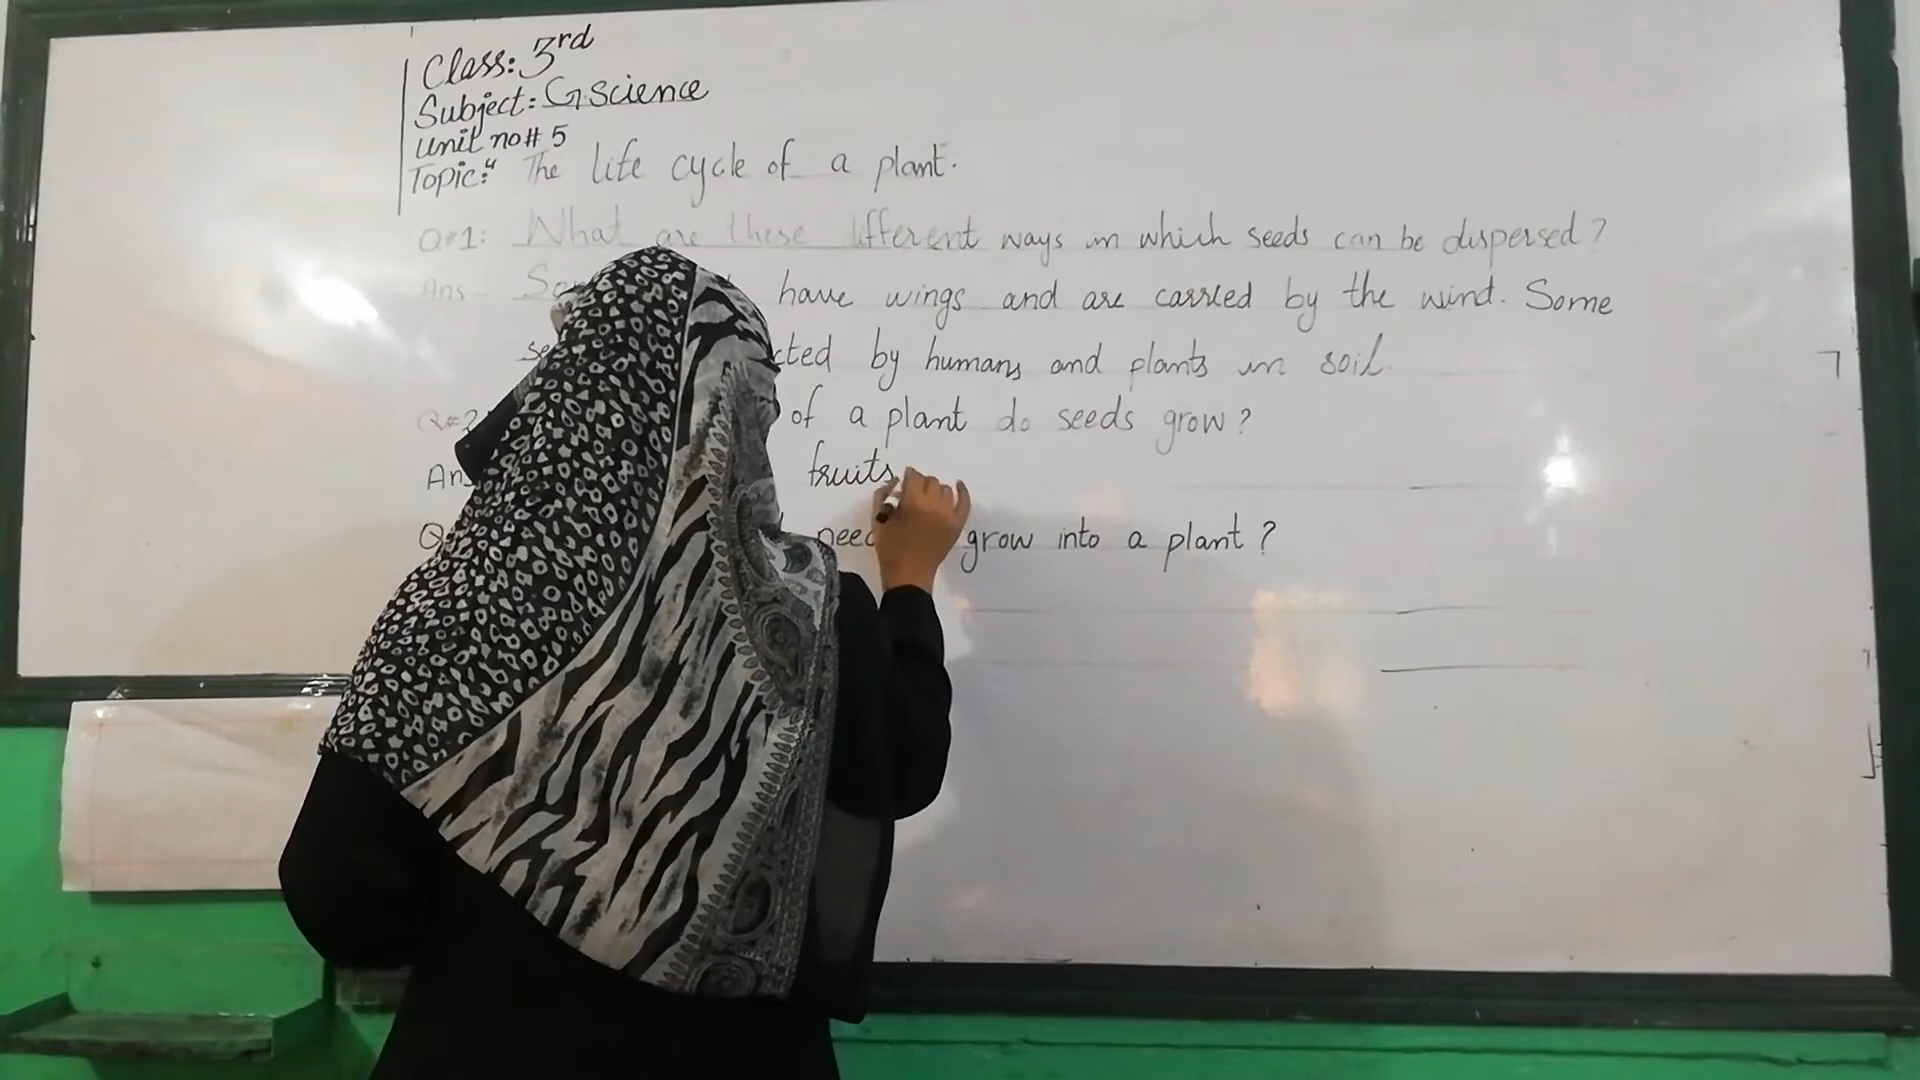 Class: 3rd
Subject: G.science
Unit no# 5
Topic:" The life cycle of a plant.
Q#1: What are these different ways in which seeds can be dispersed?
Ans have wings and are carried by the wind. Some
by humans and plants in soil.
of a plant do seeds grow?
fruits
grow into a plant?